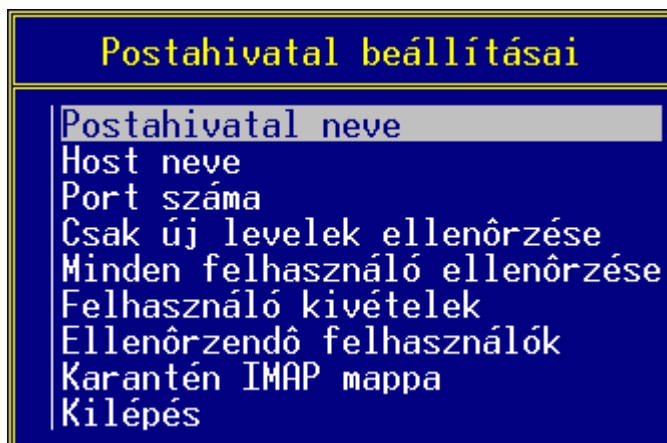 Postahivatal beállításai
Postahivatal neve
Host neve
Port száma
Csak új levelek ellenôrzése
Minden felhasználó ellenôrzése
Felhasználó kivételek
Ellenôrzendô felhasználók
Karantén IMAP mappa
Kilépés